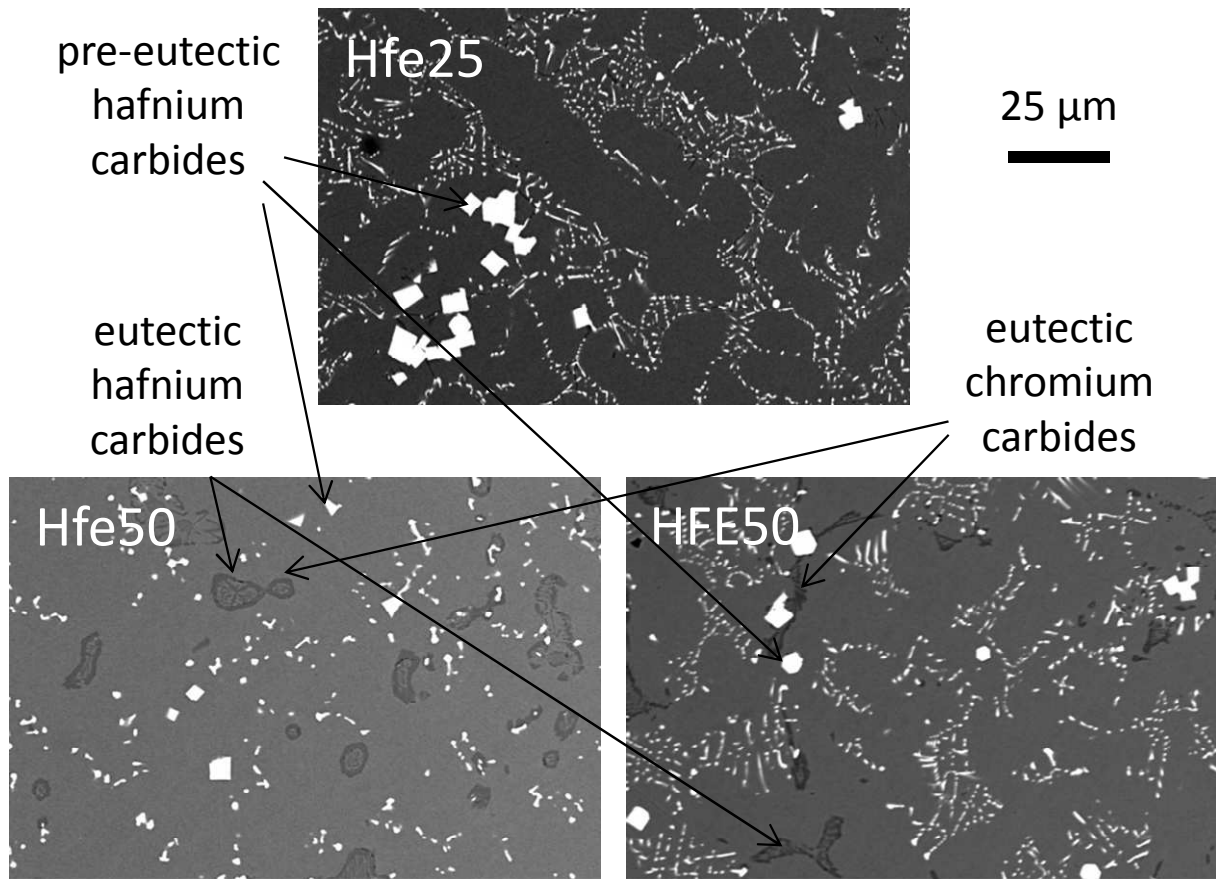 pre-eutectic
hafnium
carbides
Hfe25
25 µm
eutectic
hafnium
carbides
eutectic
chromium
carbides
Hfe50
HFE50